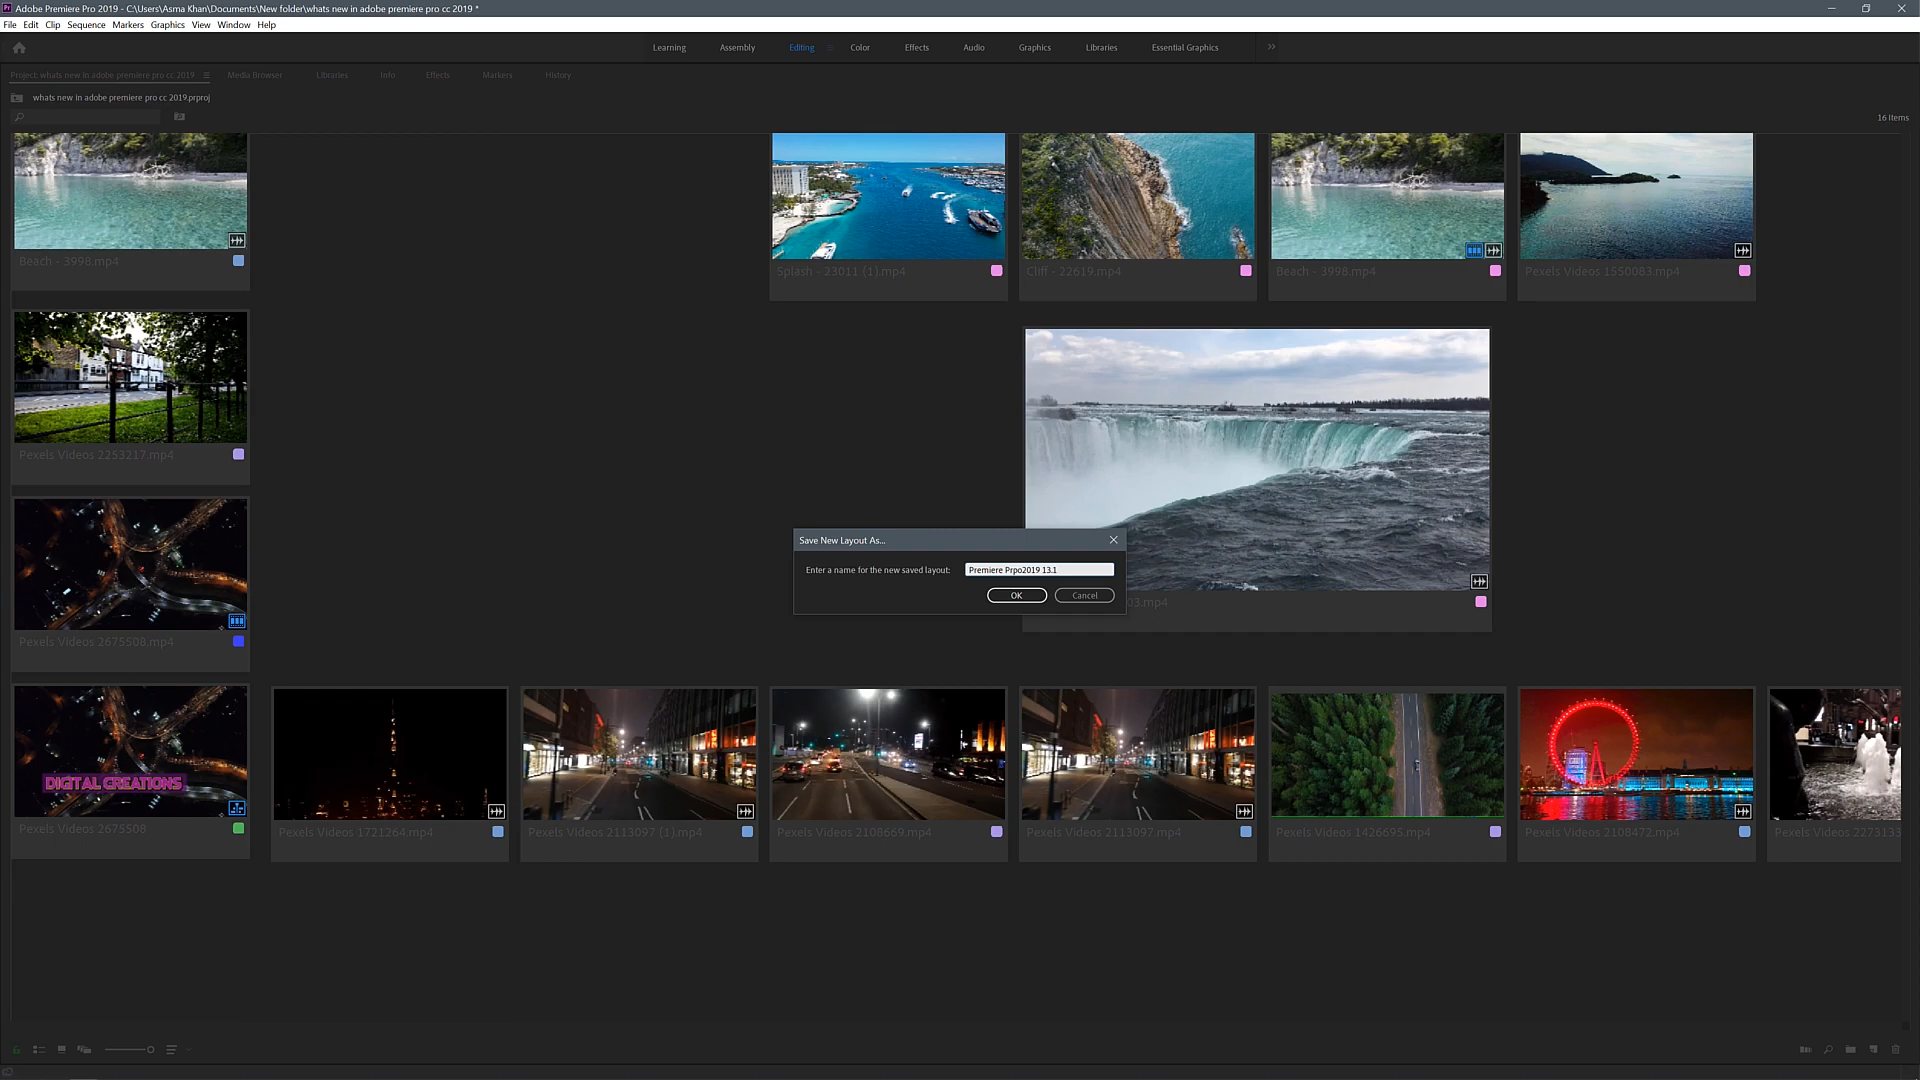 Adobe Premiere Pro 2019 - C:\Users\Asma Khan\Documents\New folder\whats new in adobe premiere pro cc 2019 *
File Edit Clip Sequence Markers Graphics View Window Help
Learning Assembly Editing Color Effects Audio Graphics Libraries Essential Graphics
Project: whats new in adobe premiere pro cc 2019 Media Browser Libraries Info Effects Markers History
whats new in adobe premiere pro cc 2019.prproj
16 Items
Beach - 3998.mp4
Splash - 23011 (1).mp4
Cliff - 22619.mp4
Beach - 3998.mp4
Pexels Videos 1550083.mp4
Pexels Videos 2253217.mp4
Save New Layout As...
Enter a name for the new saved layout: Premiere Prpo2019 13.1
OK Cancel
03.mp4
Pexels Videos 2675508.mp4
DIGITAL CREATIONS
Pexels Videos 2675508
Pexels Videos 1721264.mp4
Pexels Videos 2113097 (1).mp4
Pexels Videos 2108669.mp4
Pexels Videos 2113097.mp4
Pexels Videos 1426695.mp4
Pexels Videos 2108472.mp4
Pexels Videos 2273133